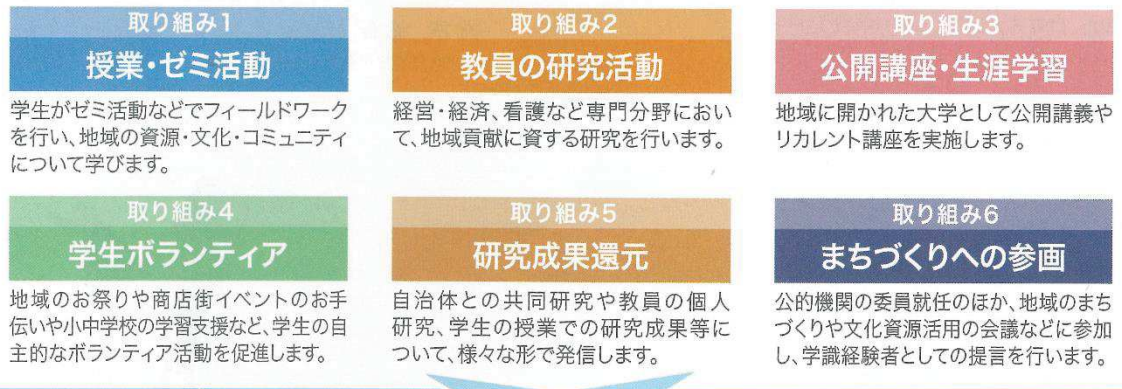 取り組み1
授業・ゼミ活動
学生がゼミ活動などでフィールドワーク
を行い、地域の資源・文化・コミュニティ
について学びます。
取り組み2
教員の研究活動
経営・経済、看護など専門分野におい
て、地域貢献に資する研究を行います。
取り組み3
公開講座・生涯学習
地域に開かれた大学として公開講義や
リカレント講座を実施します。
取り組み4
学生ボランティア
地域のお祭りや商店街イベントのお手
伝いや小中学校の学習支援など、学生の自
主的なボランティア活動を促進します。
取り組み5
研究成果還元
自治体との共同研究や教員の個人
研究、学生の授業での研究成果等に
ついて、様々な形で発信します。
取り組み6
まちづくりへの参画
公的機関の委員就任のほか、地域のまち
づくりや文化資源活用の会議などに参加
し、学識経験者としての提言を行います。